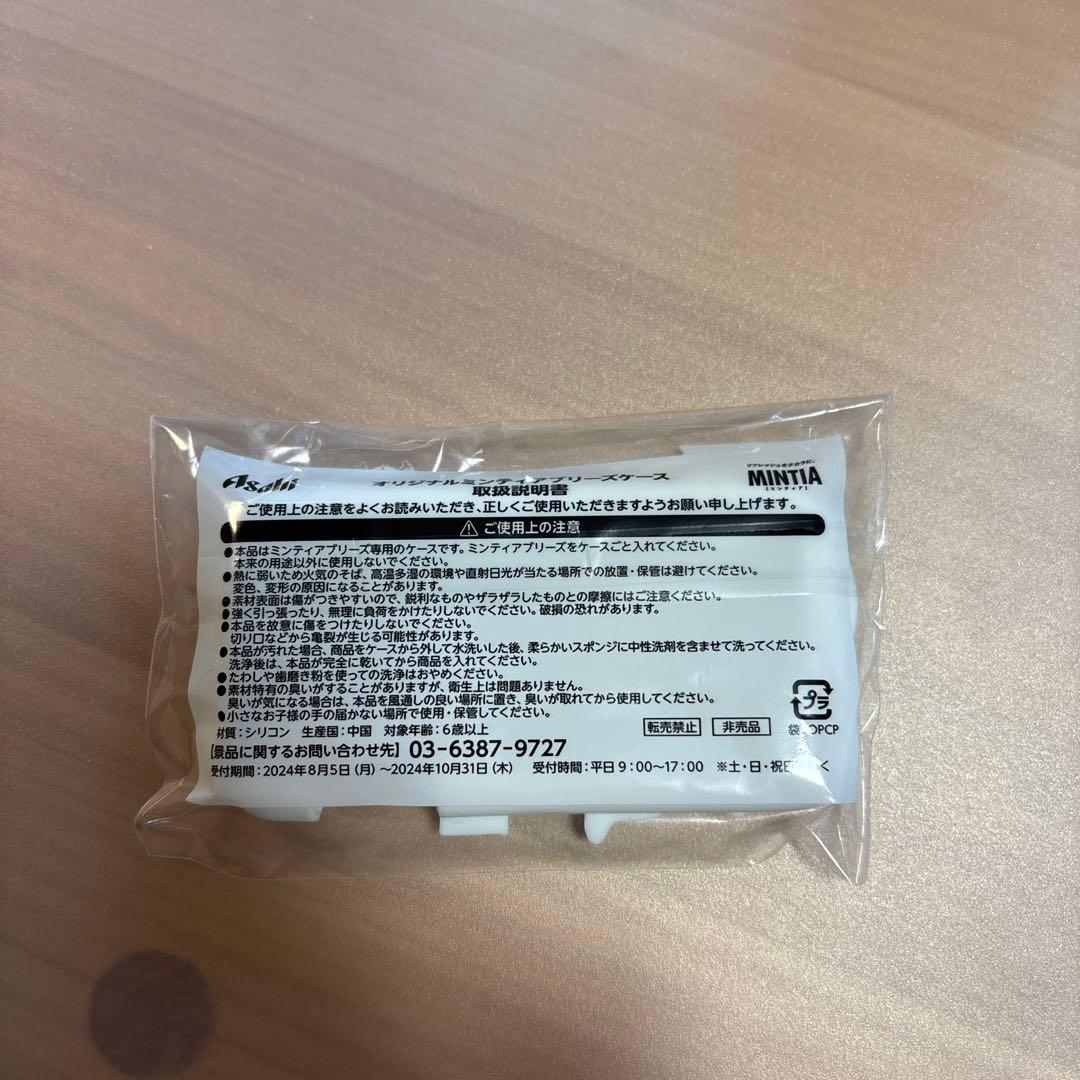 Asahi
オリジナルミンティアブリーズケース
取扱説明書
リフレッシュをチカラに。
MINTIA
[ミンティア]
ご使用上の注意をよくお読みいただき、正しくご使用いただきますようお願い申し上げます。
⚠ ご使用上の注意
●本品はミンティアブリーズ専用のケースです。ミンティアブリーズをケースごと入れてください。
本来の用途以外に使用しないでください。
●熱に弱いため火気のそば、高温多湿の環境や直射日光が当たる場所での放置・保管は避けてください。
変色、変形の原因になることがあります。
●素材表面は傷がつきやすいので、鋭利なものやザラザラしたものとの摩擦にはご注意ください。
●強く引っ張ったり、無理に負荷をかけたりしないでください。破損の恐れがあります。
●本品を故意に傷をつけたりしないでください。
切り口などから亀裂が生じる可能性があります。
●本品が汚れた場合、商品をケースから外して水洗いした後、柔らかいスポンジに中性洗剤を含ませて洗ってください。
洗浄後は、本品が完全に乾いてから商品を入れてください。
●たわしや歯磨き粉を使っての洗浄はおやめください。
●素材特有の臭いがすることがありますが、衛生上は問題ありません。
臭いが気になる場合は、本品を風通しの良い場所に置き、臭いが取れてから使用してください。
●小さなお子様の手の届かない場所で使用・保管してください。
材質：シリコン 生産国：中国 対象年齢：6歳以上
転売禁止 非売品
プラ
袋 OPCP
【景品に関するお問い合わせ先】 03-6387-9727
受付期間：2024年8月5日（月）～2024年10月31日（木） 受付時間：平日9：00～17：00 ※土・日・祝日 く